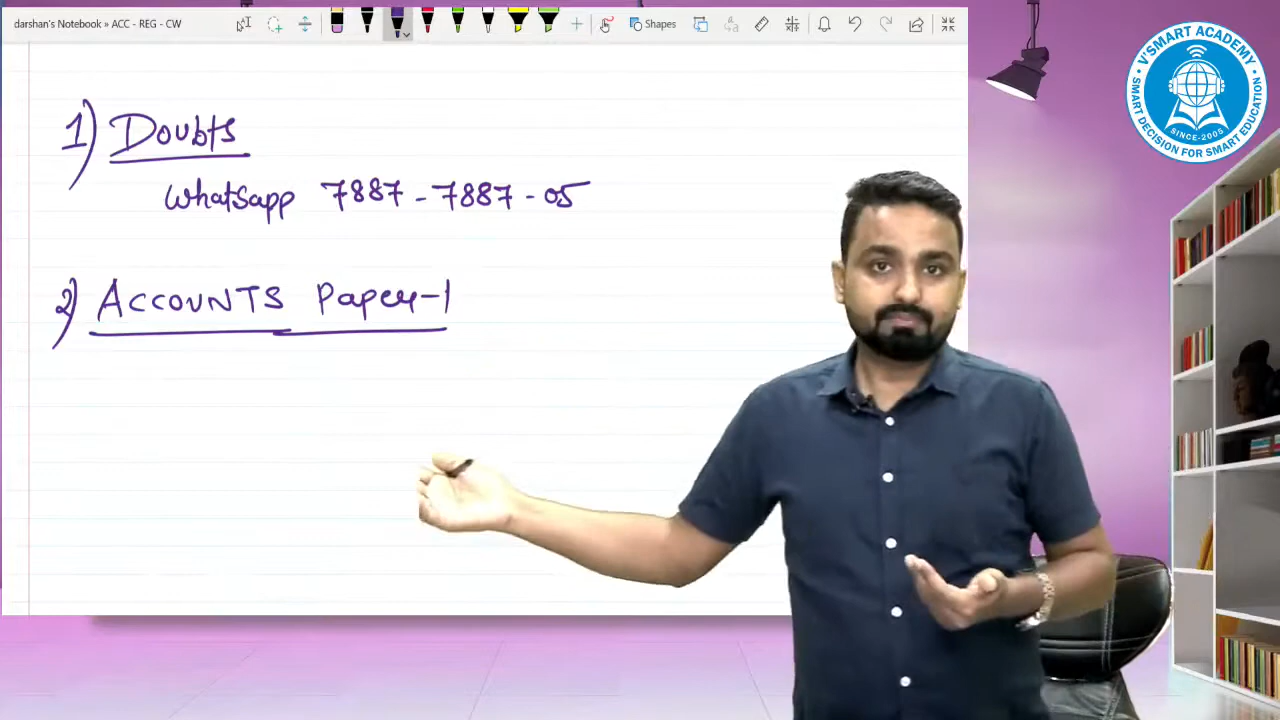 darshan's Notebook » ACC - REG - CW
Shapes
1) Doubts
Whatsapp 7887 - 7887 - 05
2) ACCOUNTS Paper-1
V'SMART ACADEMY
SINCE-2005
SMART DECISION FOR SMART EDUCATION